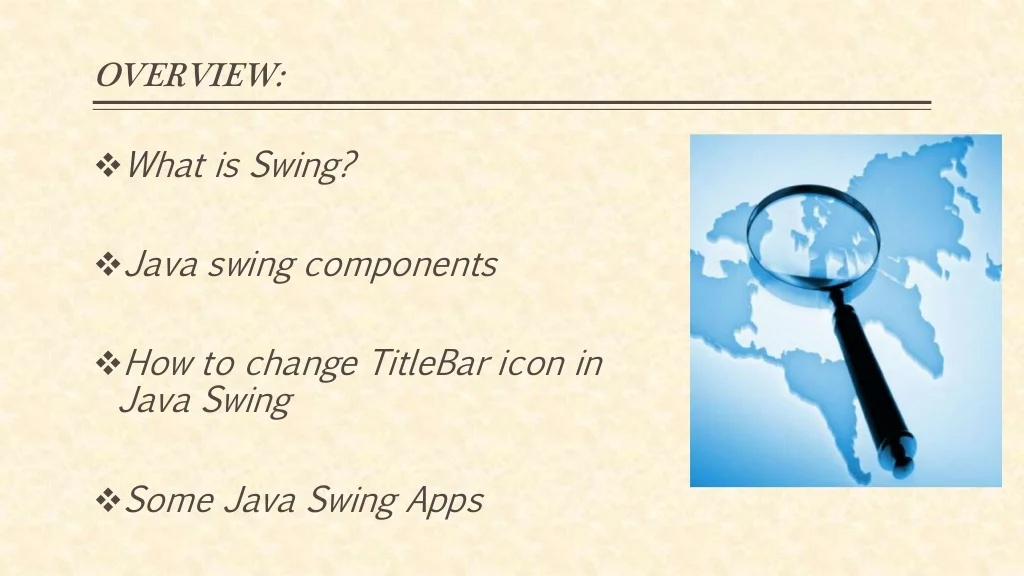 OVERVIEW:
❖What is Swing?
❖Java swing components
❖How to change TitleBar icon in
Java Swing
❖Some Java Swing Apps